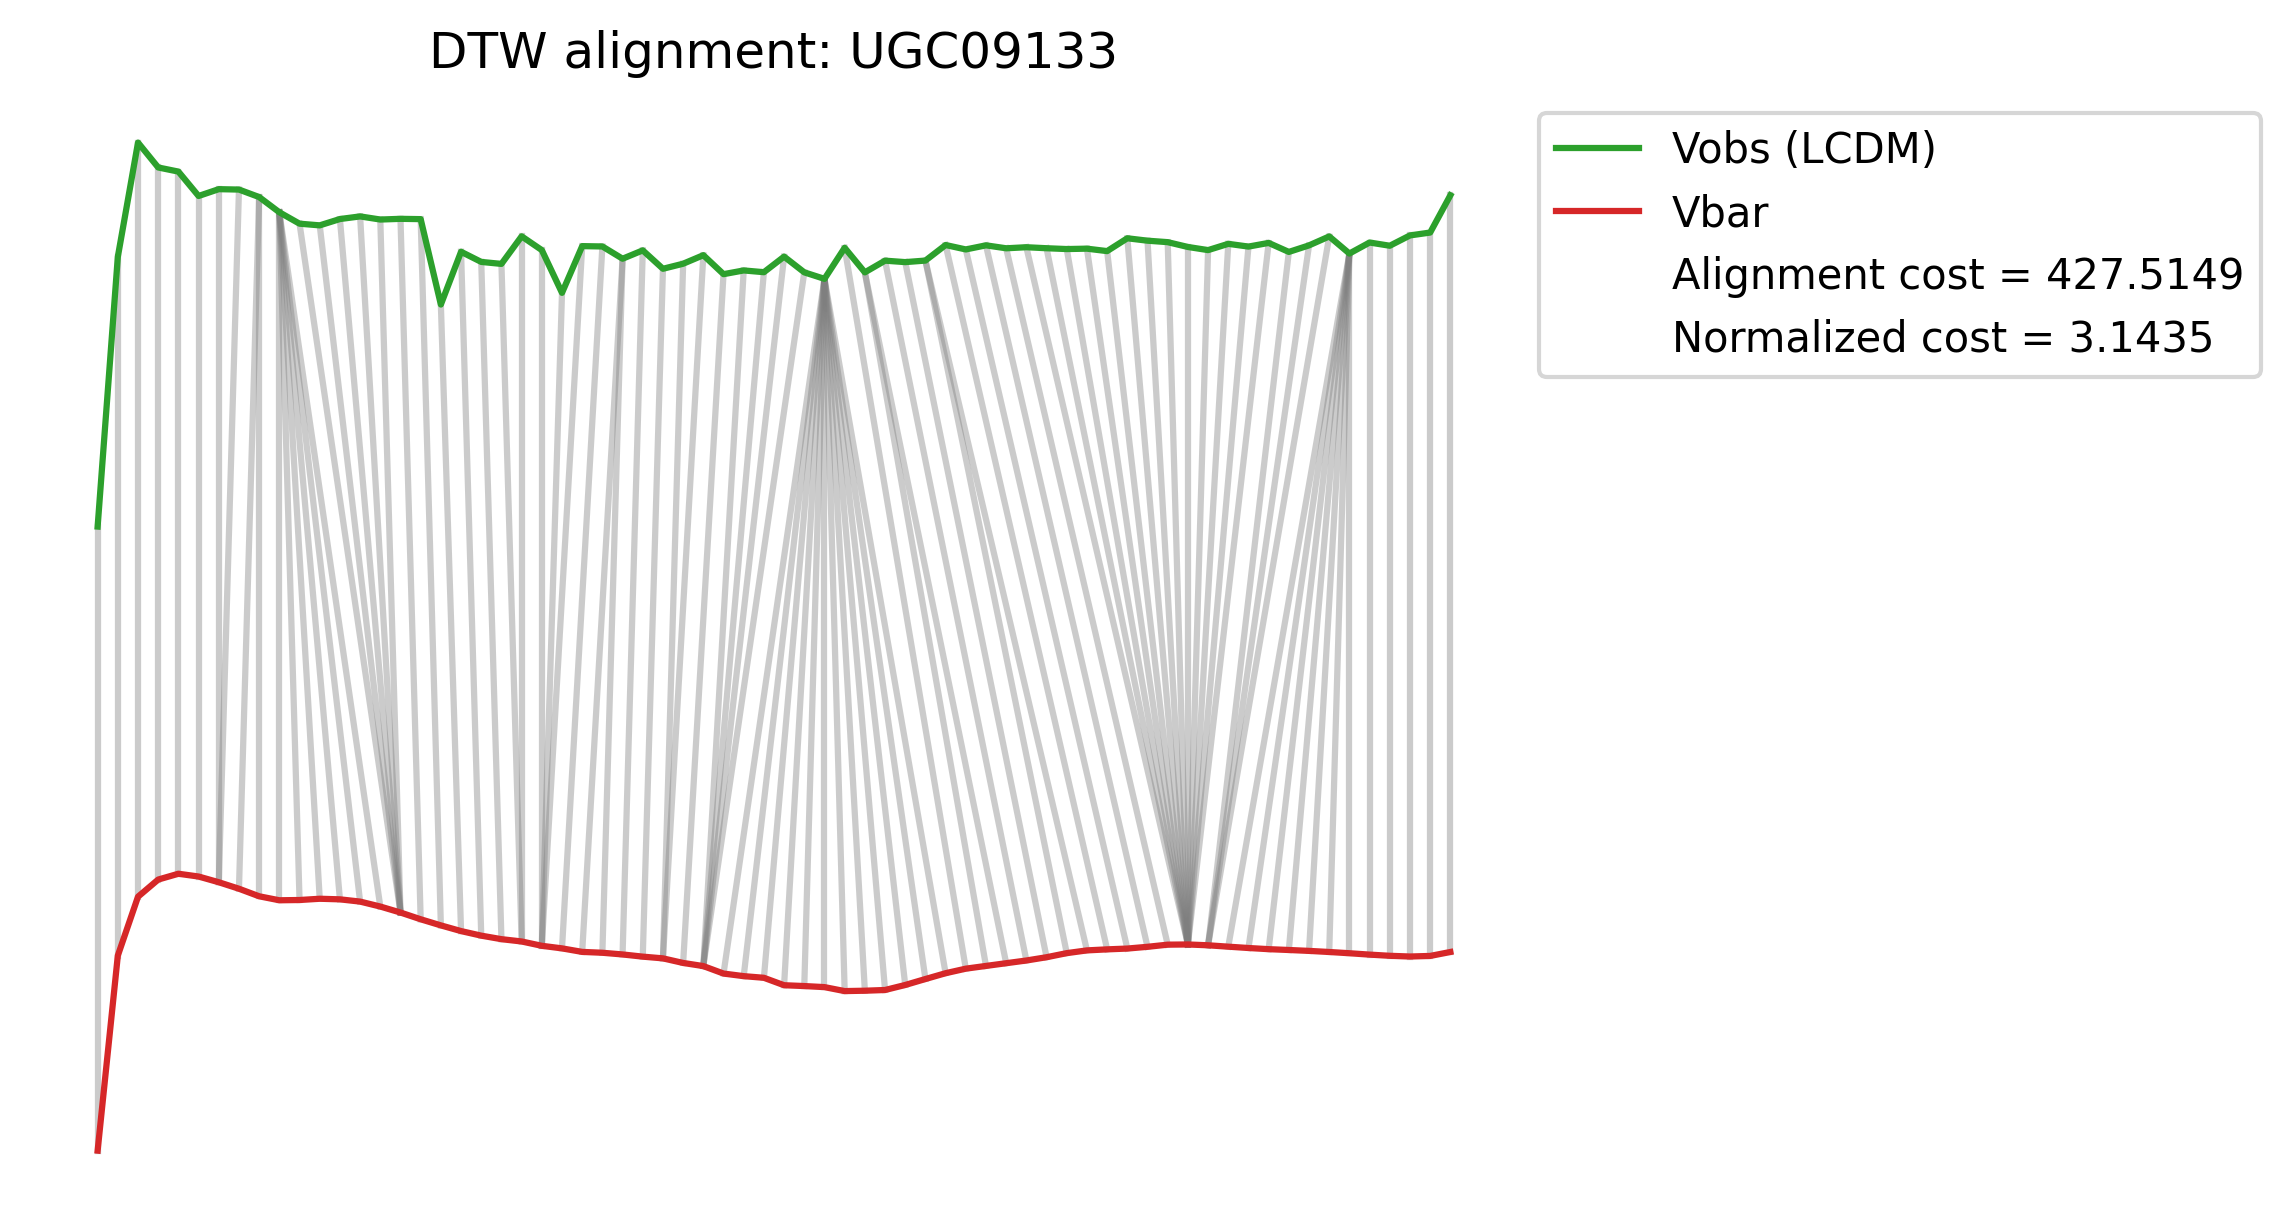 DTW alignment: UGC09133
Vobs (LCDM)
Vbar
Alignment cost = 427.5149
Normalized cost = 3.1435